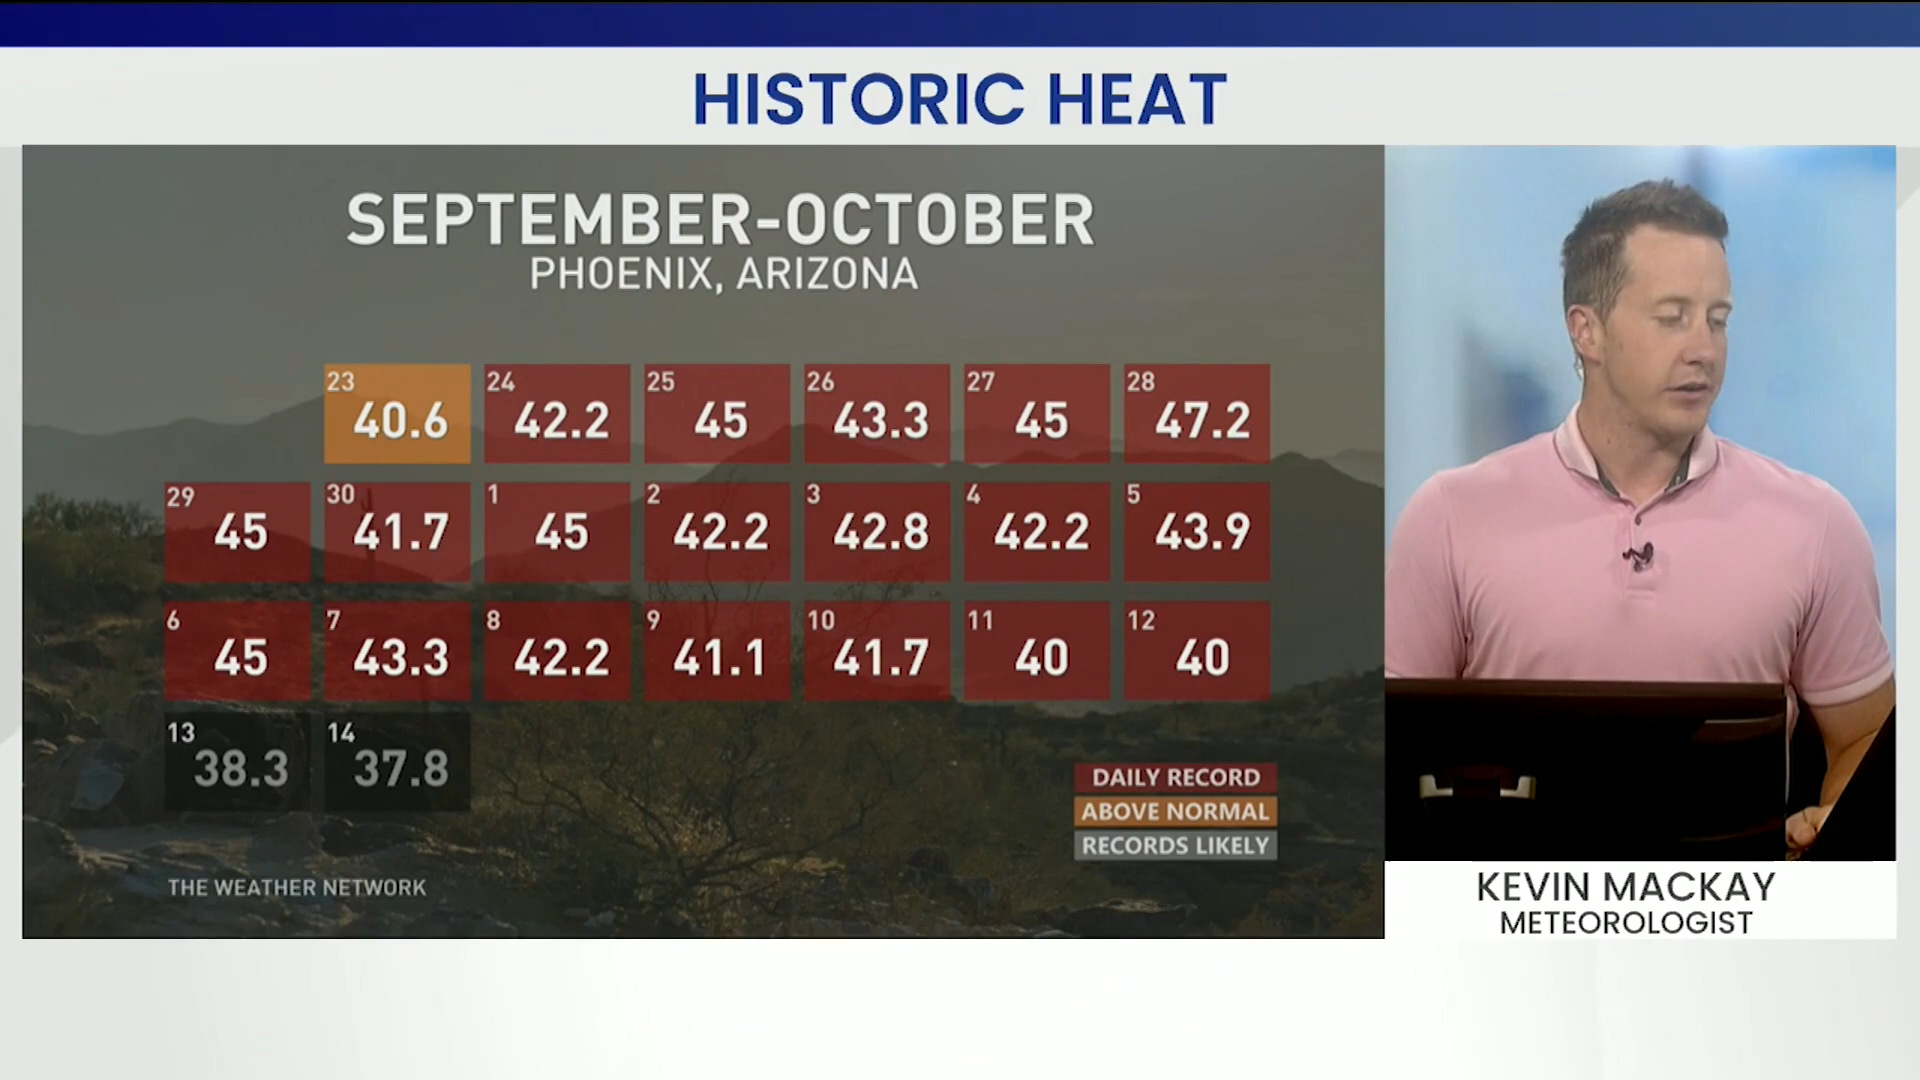 HISTORIC HEAT
SEPTEMBER-OCTOBER
PHOENIX, ARIZONA
23 24 25 26 27 28
40.6 42.2 45 43.3 45 47.2
29 30 1 2 3 4 5
45 41.7 45 42.2 42.8 42.2 43.9
6 7 8 9 10 11 12
45 43.3 42.2 41.1 41.7 40 40
13 14
38.3 37.8
DAILY RECORD
ABOVE NORMAL
RECORDS LIKELY
THE WEATHER NETWORK
KEVIN MACKAY
METEOROLOGIST